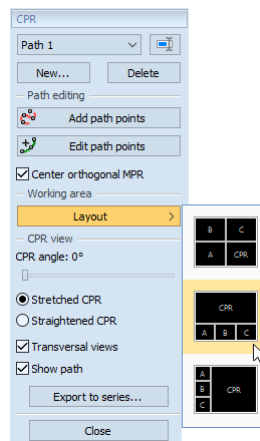 CPR
Path 1
New... Delete
Path editing
Add path points
Edit path points
Center orthogonal MPR
Working area
Layout
CPR view
CPR angle: 0°
Stretched CPR
Straightened CPR
Transversal views
Show path
Export to series...
Close
B C
A CPR
CPR
A B C
A
B CPR
C